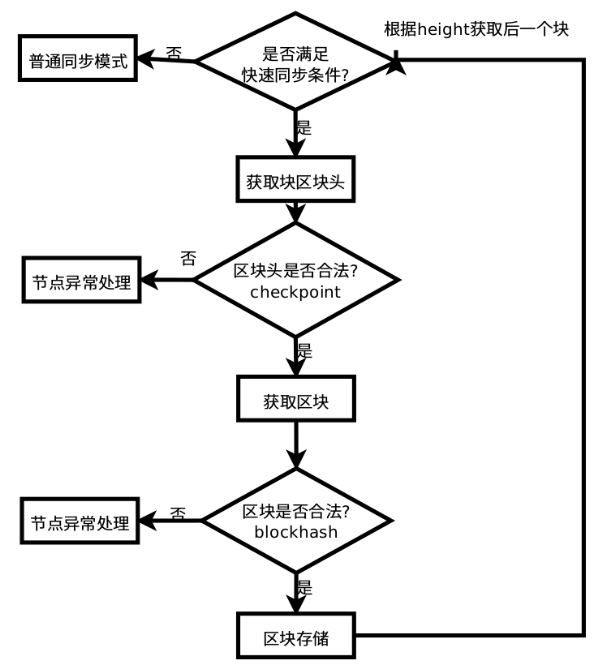 根据height获取后一个块
是否满足
快速同步条件?
否
普通同步模式
是
获取块区块头
否
区块头是否合法?
checkpoint
节点异常处理
是
获取区块
区块是否合法?
blockhash
否
节点异常处理
是
区块存储